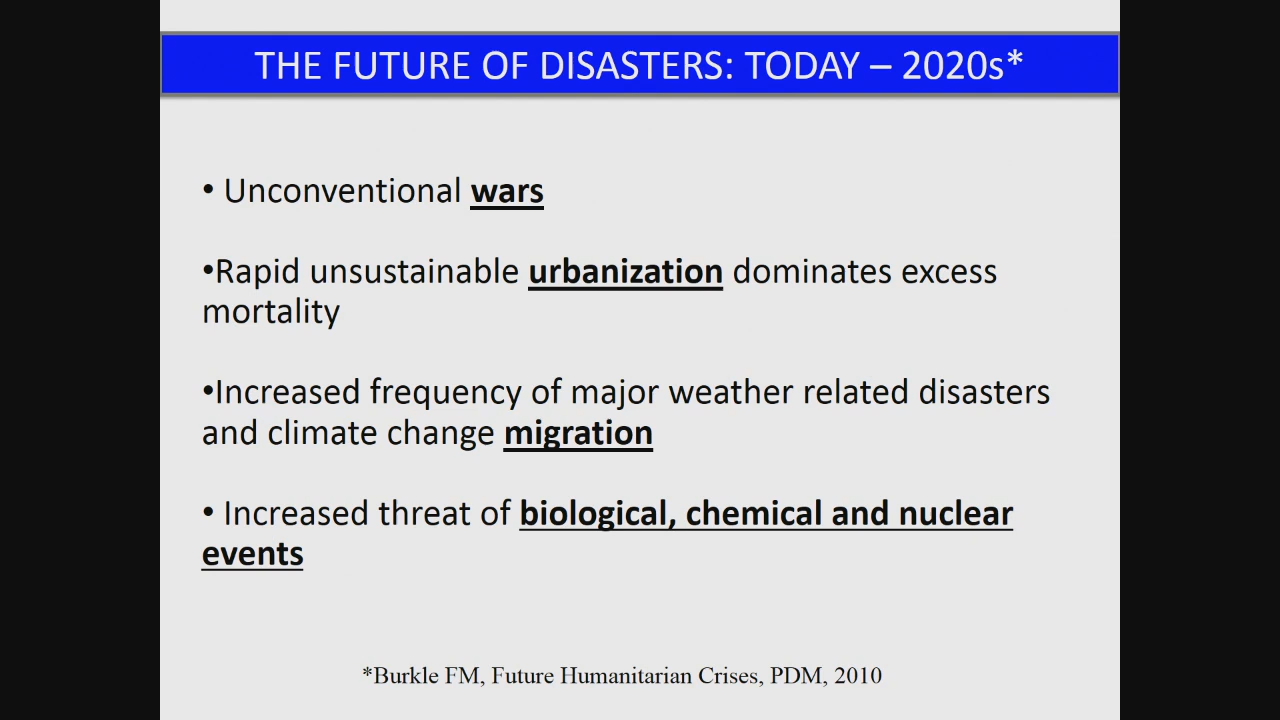 THE FUTURE OF DISASTERS: TODAY – 2020s*
• Unconventional wars
•Rapid unsustainable urbanization dominates excess
mortality
•Increased frequency of major weather related disasters
and climate change migration
• Increased threat of biological, chemical and nuclear
events
*Burkle FM, Future Humanitarian Crises, PDM, 2010